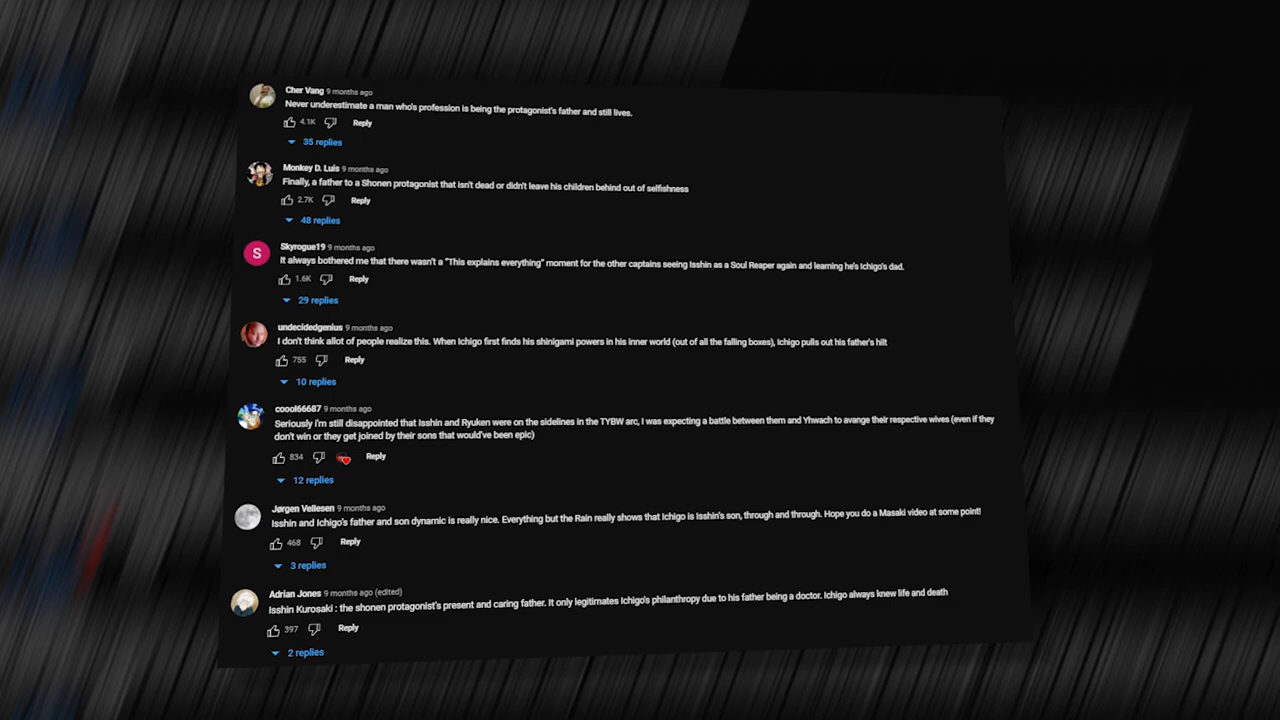 Cher Vang 9 months ago
Never underestimate a man who's profession is being the protagonist's father and still lives.
4.1K Reply
35 replies
Monkey D. Luis 9 months ago
Finally, a father to a Shonen protagonist that isn't dead or didn't leave his children behind out of selfishness
2.7K Reply
48 replies
S
Skyrogue19 9 months ago
It always bothered me that there wasn't a "This explains everything" moment for the other captains seeing Isshin as a Soul Reaper again and learning he's Ichigo's dad.
1.6K Reply
29 replies
undecidedgenius 9 months ago
I don't think allot of people realize this. When Ichigo first finds his shinigami powers in his inner world (out of all the falling boxes), Ichigo pulls out his father's hilt
755 Reply
10 replies
coool66687 9 months ago
Seriously i'm still disappointed that Isshin and Ryuken were on the sidelines in the TYBW arc, I was expecting a battle between them and Yhwach to avange their respective wives (even if they
don't win or they get joined by their sons that would've been epic)
834 Reply
12 replies
Jørgen Vellesen 9 months ago
Isshin and Ichigo's father and son dynamic is really nice. Everything but the Rain really shows that Ichigo is Isshin's son, through and through. Hope you do a Masaki video at some point!
468 Reply
3 replies
Adrian Jones 9 months ago (edited)
Isshin Kurosaki : the shonen protagonist's present and caring father. It only legitimates Ichigo's philanthropy due to his father being a doctor. Ichigo always knew life and death
397 Reply
2 replies